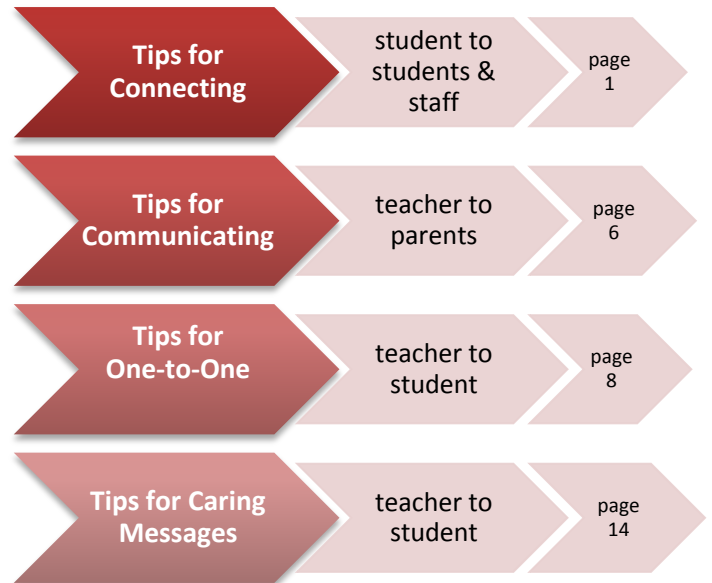 Tips for
Connecting
student to
students &
staff
page
1
Tips for
Communicating
teacher to
parents
page
6
Tips for
One-to-One
teacher to
student
page
8
Tips for Caring
Messages
teacher to
student
page
14